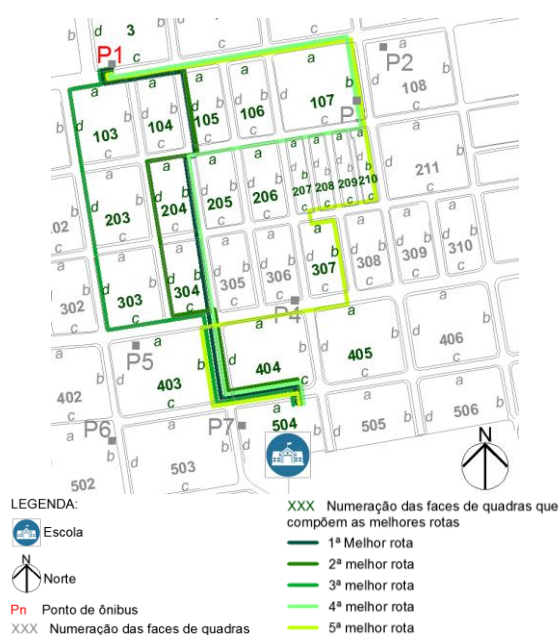 3
P1
a
P2
a
d
b
108
c
a
d
b
103
c
a
d
b
104
c
a
d
b
105
c
a
d
b
106
c
a
d
b
107
c
P
a
d
b
203
c
a
d
b
204
c
a
d
b
205
c
a
d
b
206
c
a
207
c
a
208
c
a
209
c
a
b
210
c
a
d
b
211
c
02
b
c
a
302
b
c
a
d
b
303
c
a
d
b
304
c
a
d
b
305
c
a
d
b
306
c
P4
a
d
b
307
c
a
d
b
308
c
a
d
b
309
c
a
d
b
310
c
a
402
b
c
P5
a
d
b
403
c
a
d
b
404
c
a
d
b
405
c
a
d
b
406
c
P6
a
502
b
a
d
b
503
c
P7
a
d
b
504
a
d
b
505
c
a
d
b
506
c
N
LEGENDA:
Escola
N
Norte
Pn Ponto de ônibus
XXX Numeração das faces de quadras
XXX Numeração das faces de quadras que
compõem as melhores rotas
1ª Melhor rota
2ª melhor rota
3ª melhor rota
4ª melhor rota
5ª melhor rota